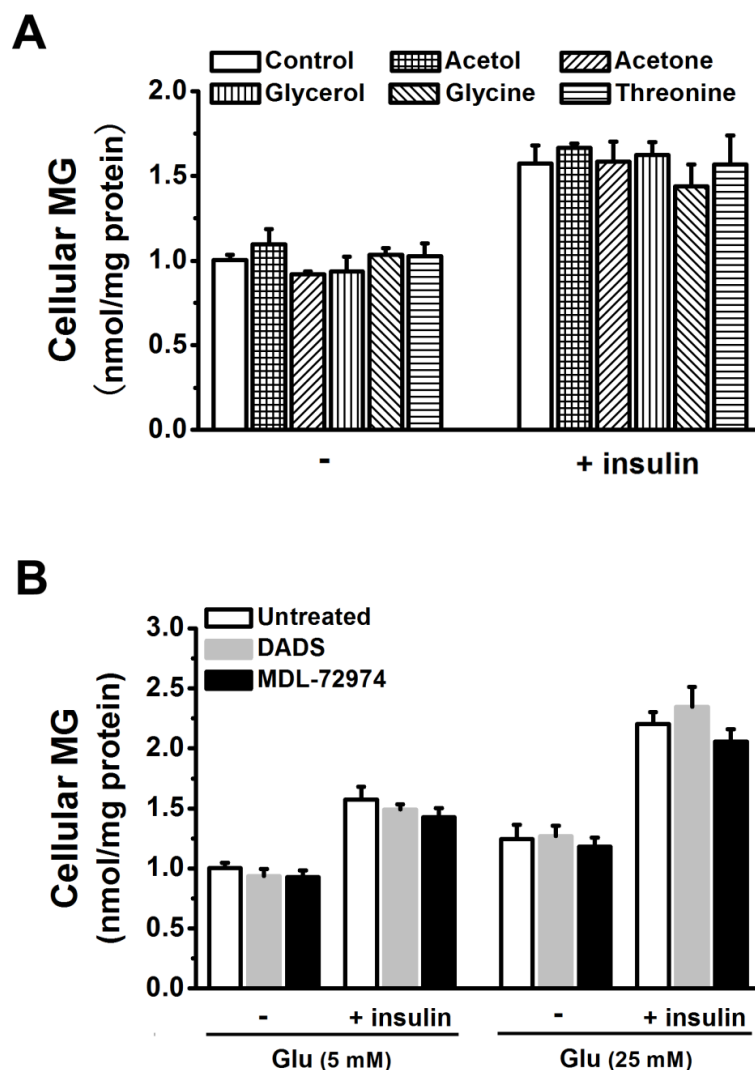 A
Control Acetol Acetone
Glycerol Glycine Threonine
Cellular MG
(nmol/mg protein)
2.0
1.5
1.0
0.5
0.0
- + insulin
B
Untreated
DADS
MDL-72974
Cellular MG
(nmol/mg protein)
3.0
2.5
2.0
1.5
1.0
0.5
0.0
- + insulin - + insulin
Glu (5 mM) Glu (25 mM)